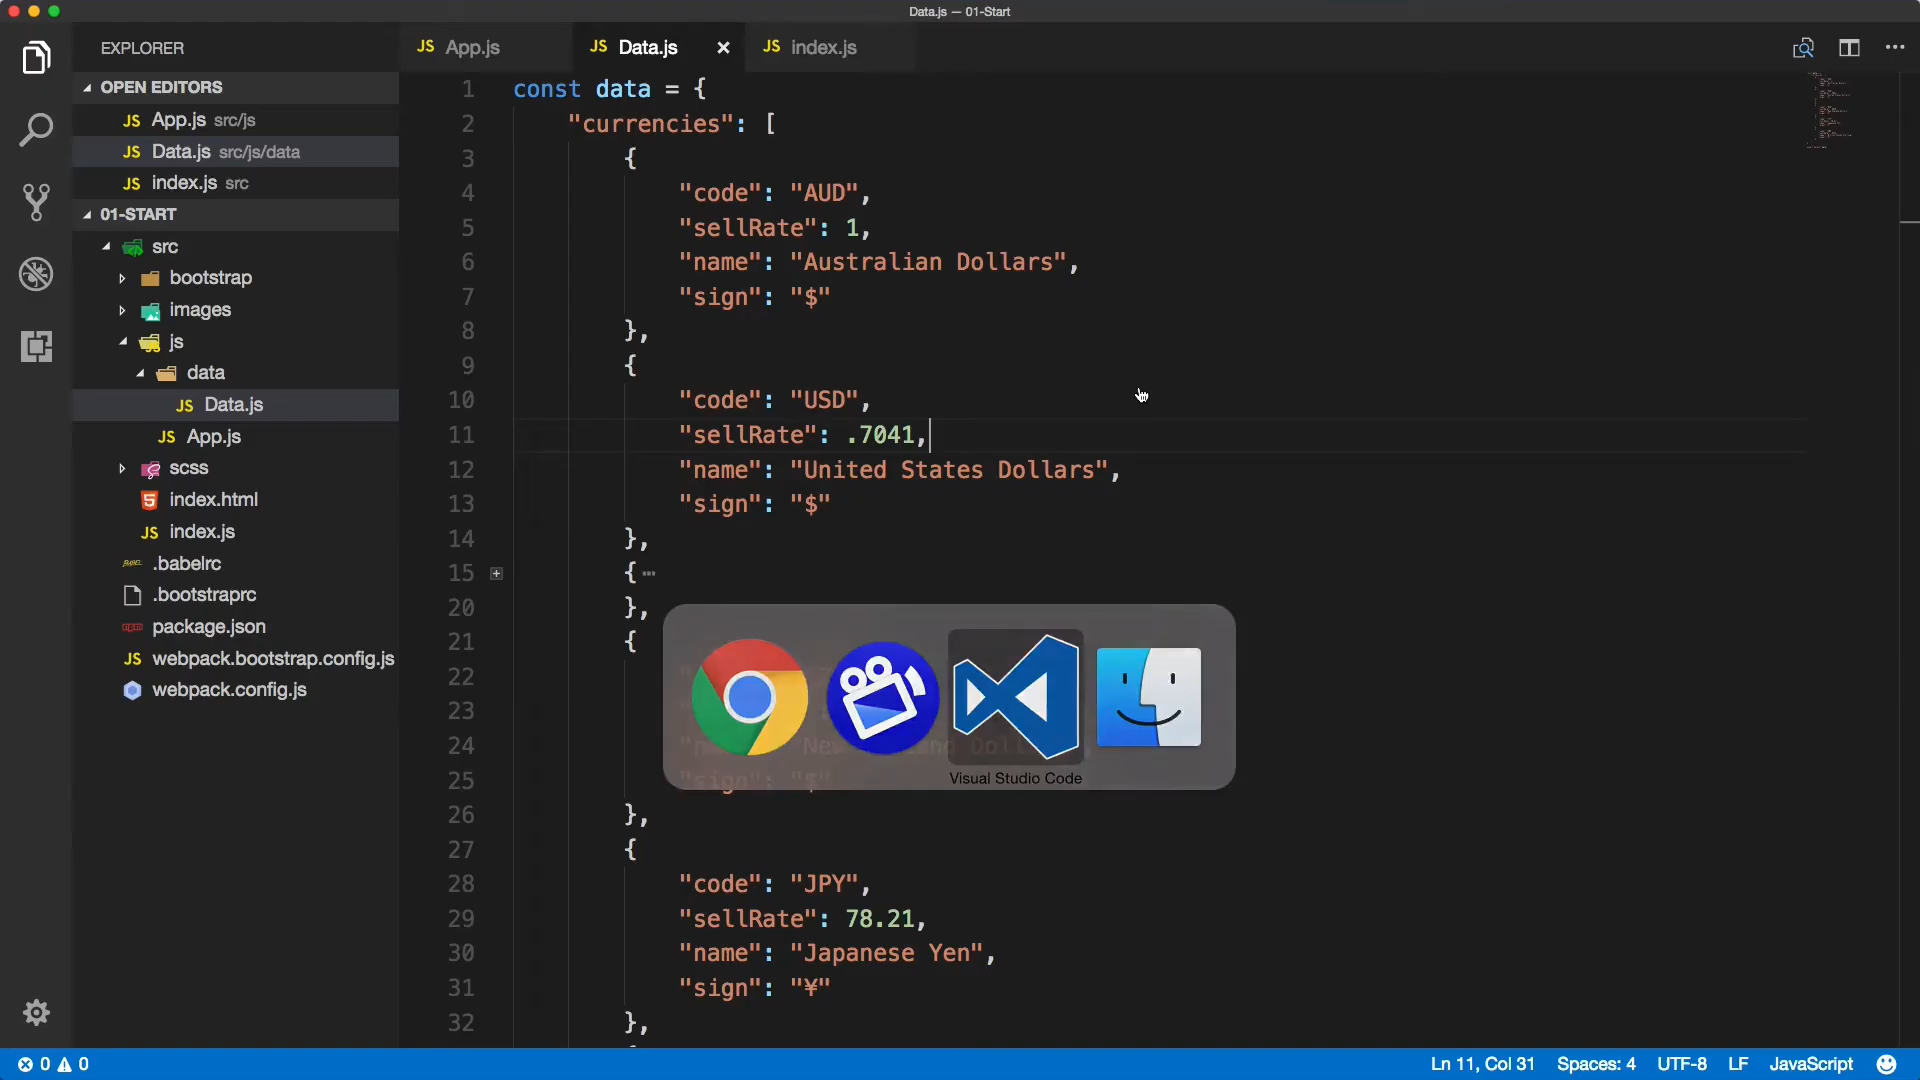 Data.js — 01-Start
EXPLORER
OPEN EDITORS
JS App.js src/js
JS Data.js src/js/data
JS index.js src
01-START
src
bootstrap
images
js
data
JS Data.js
JS App.js
scss
index.html
JS index.js
.babelrc
.bootstraprc
package.json
JS webpack.bootstrap.config.js
webpack.config.js
JS App.js
JS Data.js
JS index.js
1 const data = {
2 "currencies": [
3 {
4 "code": "AUD",
5 "sellRate": 1,
6 "name": "Australian Dollars",
7 "sign": "$"
8 },
9 {
10 "code": "USD",
11 "sellRate": .7041,
12 "name": "United States Dollars",
13 "sign": "$"
14 },
15 {
20 },
21 {
22
23
24
25 "sign": "$"
26 },
27 {
28 "code": "JPY",
29 "sellRate": 78.21,
30 "name": "Japanese Yen",
31 "sign": "¥"
32 },
Visual Studio Code
0 0
Ln 11, Col 31
Spaces: 4
UTF-8
LF
JavaScript